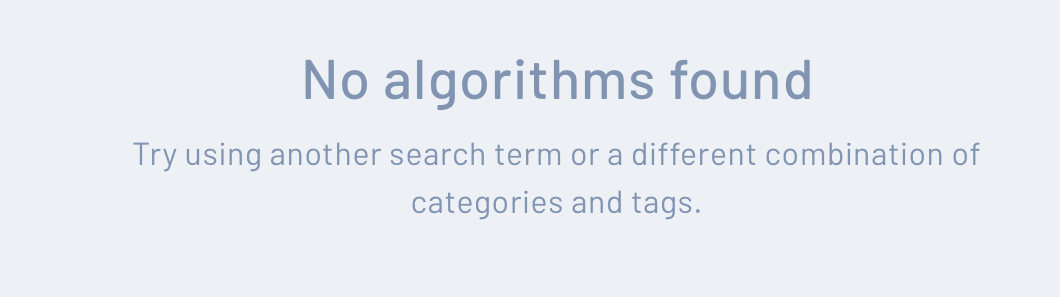 No algorithms found
Try using another search term or a different combination of
categories and tags.